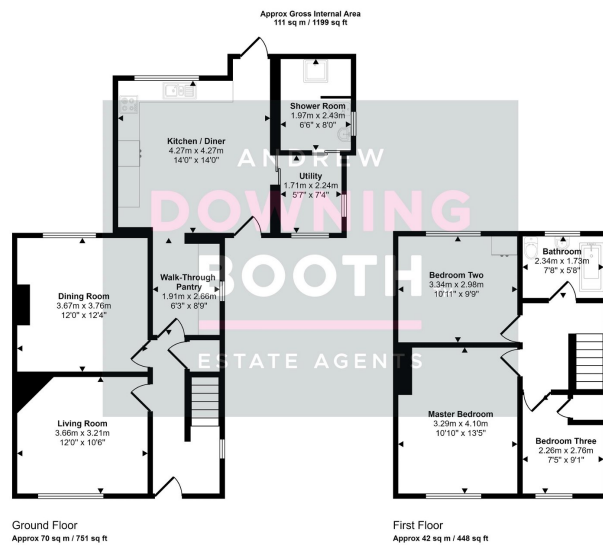 Approx Gross Internal Area
111 sq m / 1199 sq ft
Shower Room
1.97m x 2.43m
6'6" x 8'0"
Kitchen / Diner
4.27m x 4.27m
14'0" x 14'0"
Utility
1.71m x 2.24m
5'7" x 7'4"
ANDREW
DOWNING
BOOTH
ESTATE AGENTS
Walk-Through
Pantry
1.91m x 2.66m
6'3" x 8'9"
Dining Room
3.67m x 3.76m
12'0" x 12'4"
Living Room
3.66m x 3.21m
12'0" x 10'6"
Bedroom Two
3.34m x 2.98m
10'11" x 9'9"
Bathroom
2.34m x 1.73m
7'8" x 5'8"
Master Bedroom
3.29m x 4.10m
10'10" x 13'5"
Bedroom Three
2.26m x 2.76m
7'5" x 9'1"
Ground Floor
Approx 70 sq m / 751 sq ft
First Floor
Approx 42 sq m / 448 sq ft